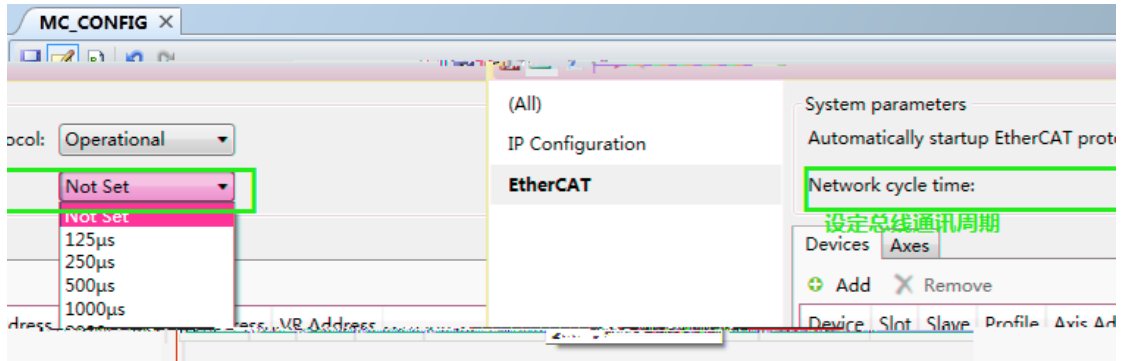 MC_CONFIG
(All)
IP Configuration
EtherCAT
System parameters
Automatically startup EtherCAT prot
Network cycle time:
设定总线通讯周期
Devices Axes
Add Remove
Device Slot Slave Profile Axis Ad
ocol: Operational
Not Set
Not Set
125μs
250μs
500μs
1000μs
dress
ress VR Address